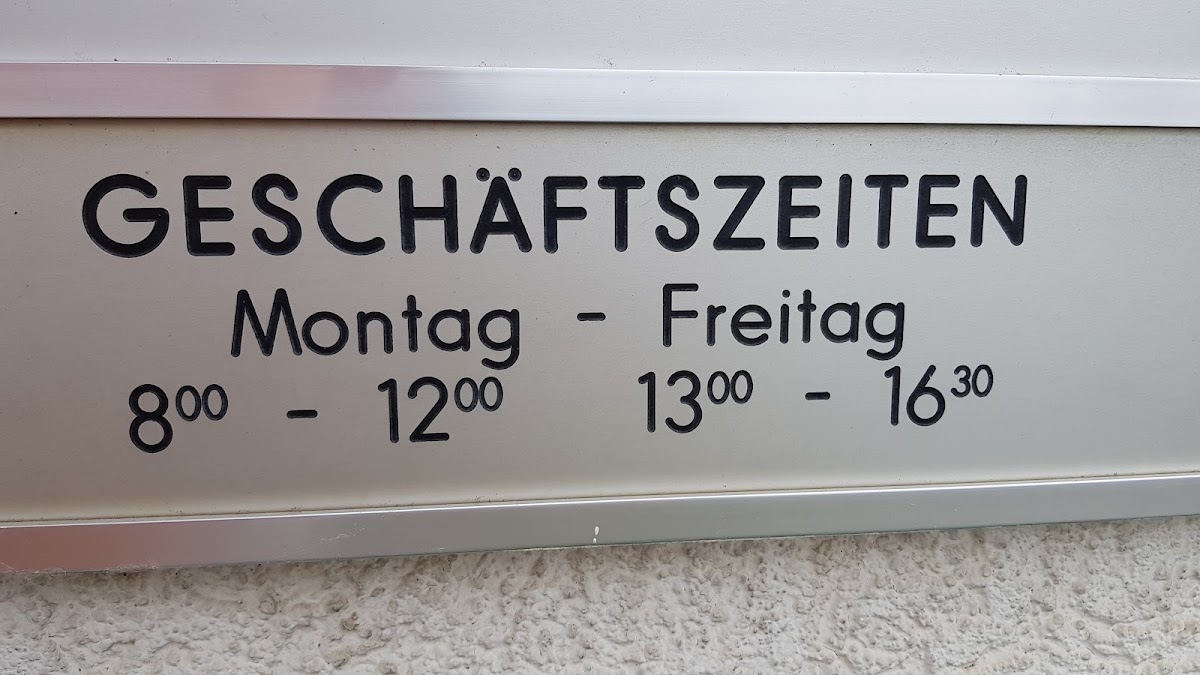 GESCHÄFTSZEITEN
Montag - Freitag
8⁰⁰ - 12⁰⁰ 13⁰⁰ - 16³⁰